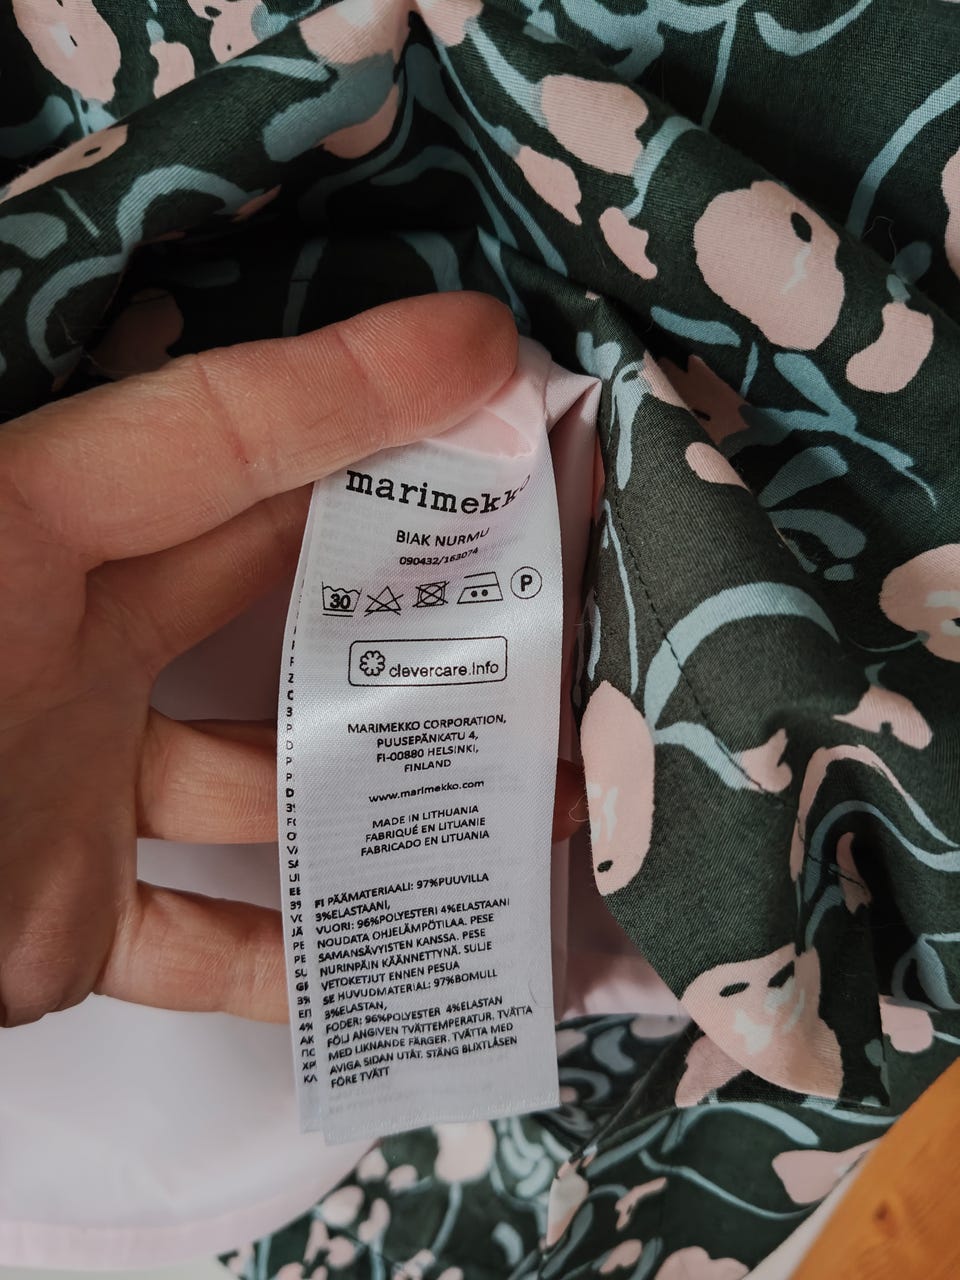 marimekko
BIAK NURMU
090432/163074
30
P
clevercare.info
MARIMEKKO CORPORATION,
PUUSEPÄNKATU 4,
FI-00880 HELSINKI,
FINLAND
www.marimekko.com
MADE IN LITHUANIA
FABRIQUÉ EN LITUANIE
FABRICADO EN LITUANIA
FI PÄÄMATERIAALI: 97%PUUVILLA
3%ELASTAANI,
VUORI: 96%POLYESTERI 4%ELASTAANI
NOUDATA OHJELÄMPÖTILAA. PESE
SAMANSÄVYISTEN KANSSA. PESE
NURINPÄIN KÄÄNNETTYNÄ. SULJE
VETOKETJUT ENNEN PESUA
SE HUVUDMATERIAL: 97%BOMULL
3%ELASTAN,
FODER: 96%POLYESTER 4%ELASTAN
FÖLJ ANGIVEN TVÄTTEMPERATUR. TVÄTTA
MED LIKNANDE FÄRGER. TVÄTTA MED
AVIGA SIDAN UTÅT. STÄNG BLIXTLÅSEN
FÖRE TVÄTT